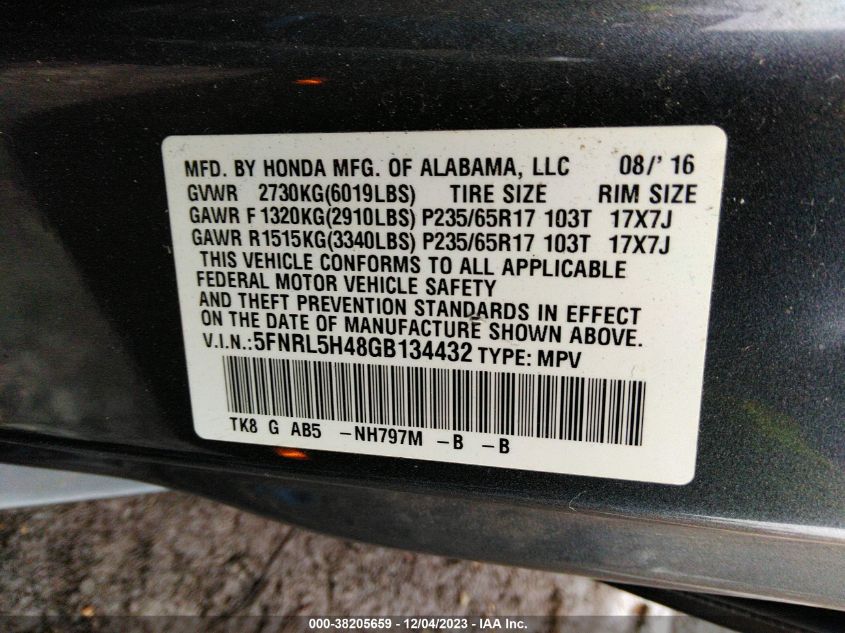 MFD. BY HONDA MFG. OF ALABAMA, LLC 08/' 16
GVWR 2730KG(6019LBS) TIRE SIZE RIM SIZE
GAWR F 1320KG(2910LBS) P235/65R17 103T 17X7J
GAWR R1515KG(3340LBS) P235/65R17 103T 17X7J
THIS VEHICLE CONFORMS TO ALL APPLICABLE
FEDERAL MOTOR VEHICLE SAFETY
AND THEFT PREVENTION STANDARDS IN EFFECT
ON THE DATE OF MANUFACTURE SHOWN ABOVE.
V.I.N.:5FNRL5H48GB134432 TYPE: MPV
TK8 G AB5 -NH797M -B -B
000-38205659 - 12/04/2023 - IAA Inc.